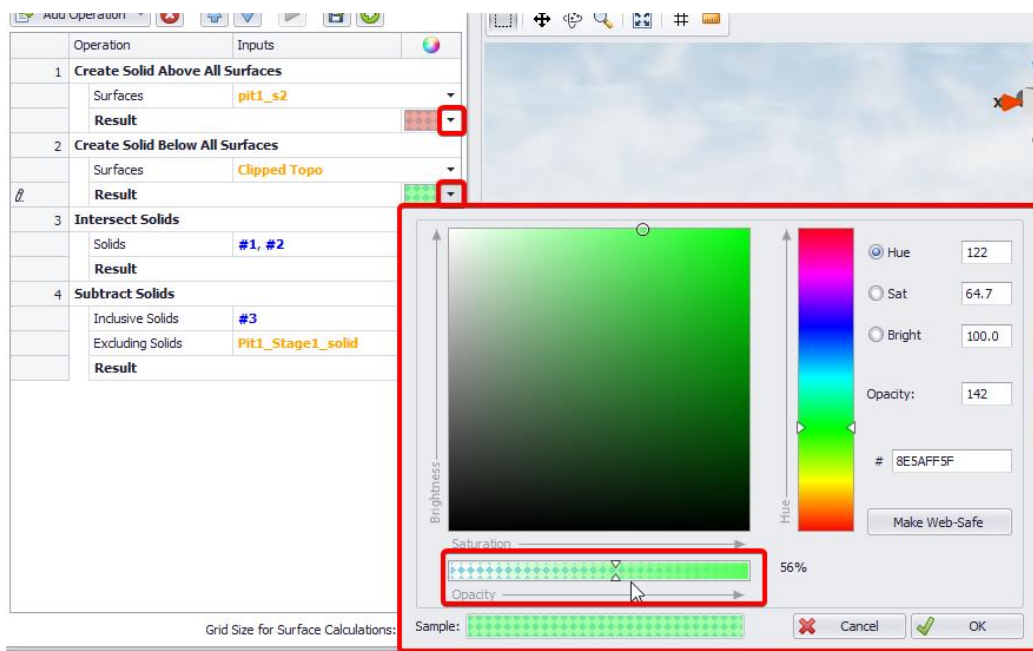 Add Operation
Operation Inputs
1 Create Solid Above All Surfaces
Surfaces pit1_s2
Result
2 Create Solid Below All Surfaces
Surfaces Clipped Topo
Result
3 Intersect Solids
Solids #1, #2
Result
4 Subtract Solids
Inclusive Solids #3
Excluding Solids Pit1_Stage1_solid
Result
Grid Size for Surface Calculations:
X
Brightness
Saturation
Opacity
56%
Hue
Hue 122
Sat 64.7
Bright 100.0
Opacity: 142
# 8E5AFF5F
Make Web-Safe
Sample:
Cancel
OK